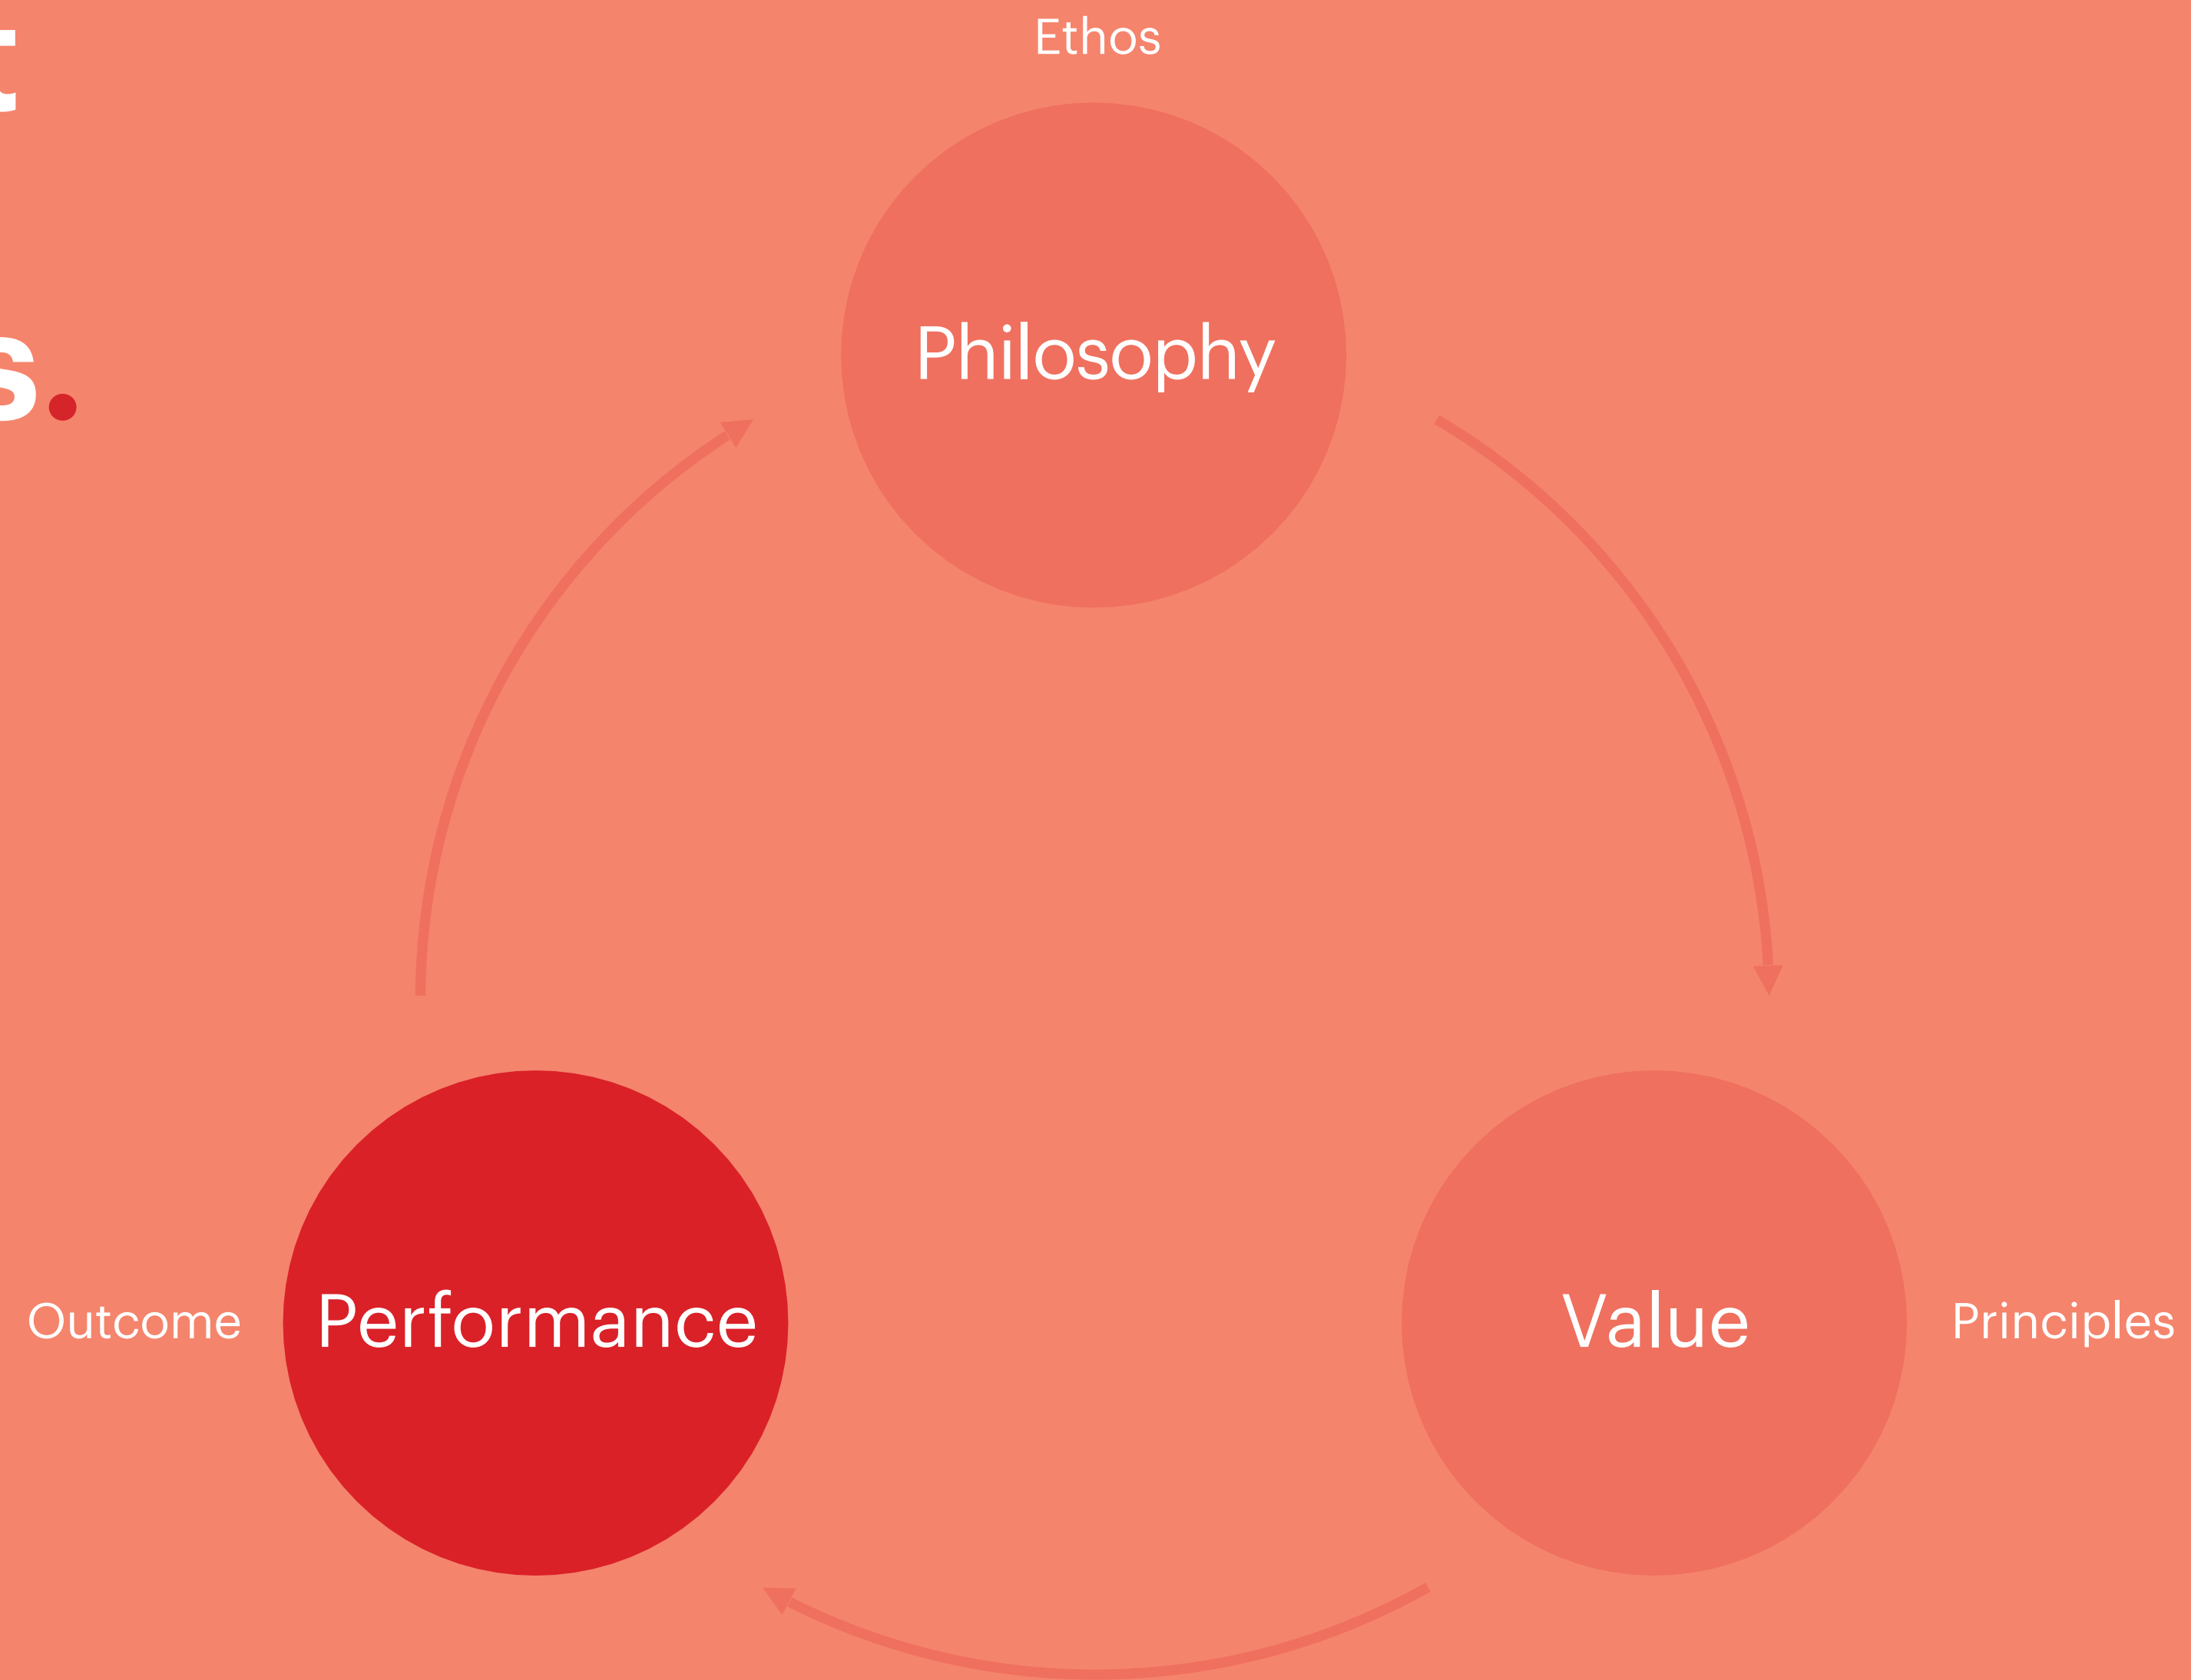 Ethos
Philosophy
Outcome
Performance
Value
Principles